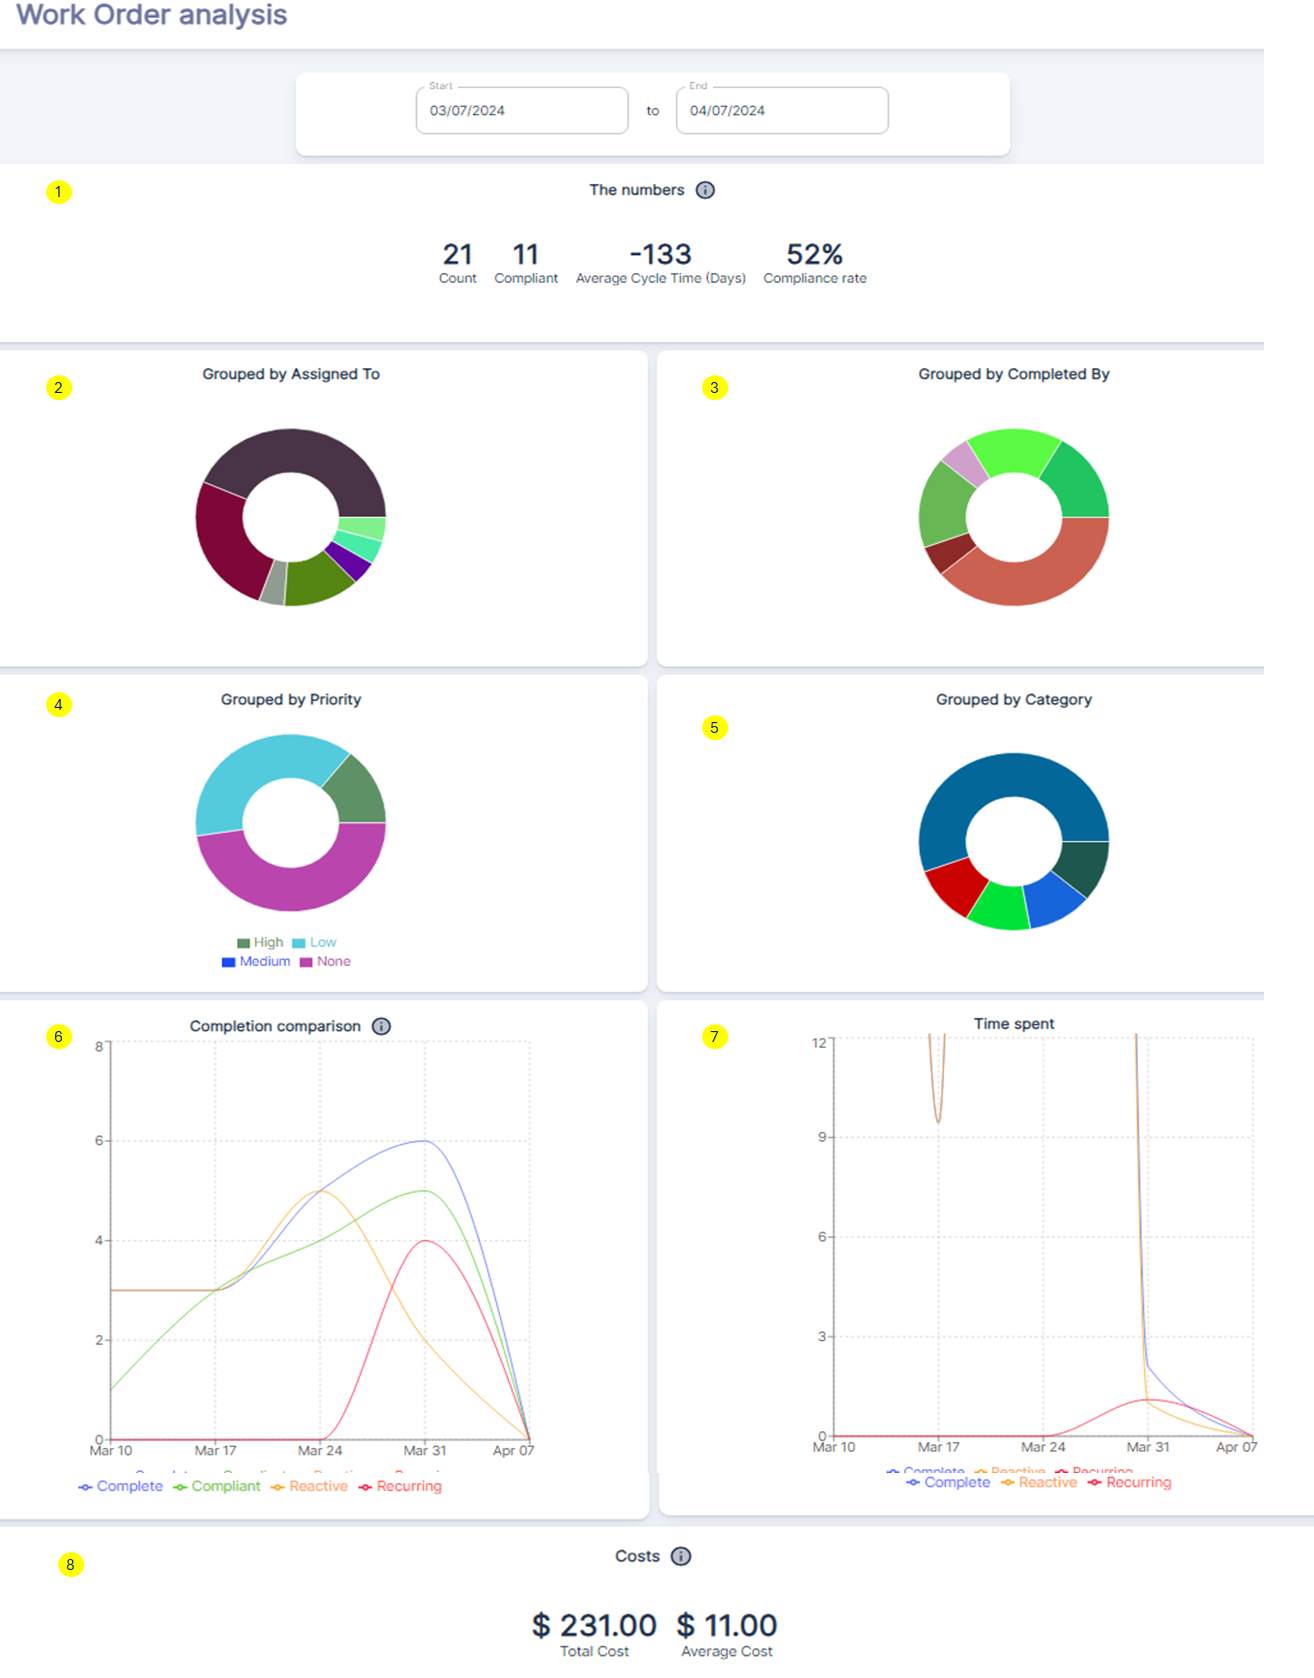 Work Order analysis
Start
03/07/2024
to
End
04/07/2024
1
The numbers
21 11 -133 52%
Count Compliant Average Cycle Time (Days) Compliance rate
2
Grouped by Assigned To
3
Grouped by Completed By
4
Grouped by Priority
High Low
Medium None
5
Grouped by Category
6
Completion comparison
8
6
4
2
0
Mar 10 Mar 17 Mar 24 Mar 31 Apr 07
Complete Compliant Reactive Recurring
7
Time spent
12
9
6
3
0
Mar 10 Mar 17 Mar 24 Mar 31 Apr 07
Complete Reactive Recurring
Complete Reactive Recurring
8
Costs
$ 231.00 $ 11.00
Total Cost Average Cost